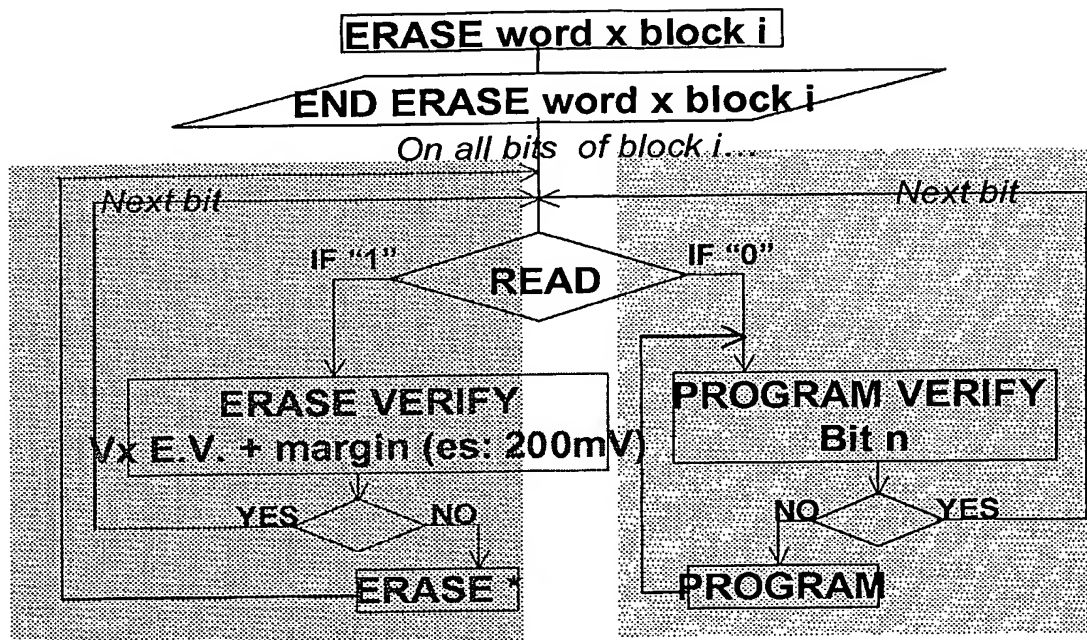 ERASE word x block i
END ERASE word x block i
On all bits of block i...
Next bit
Next bit
IF “1”
IF “0”
READ
ERASE VERIFY
Vx E.V. + margin (es: 200mV)
PROGRAM VERIFY
Bit n
YES
NO
NO
YES
ERASE *
PROGRAM